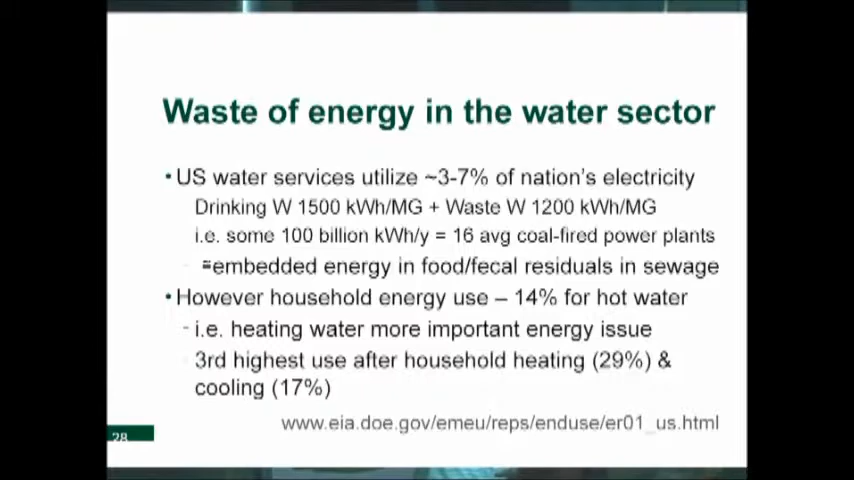 Waste of energy in the water sector
•US water services utilize ~3-7% of nation's electricity
Drinking W 1500 kWh/MG + Waste W 1200 kWh/MG
i.e. some 100 billion kWh/y = 16 avg coal-fired power plants
≡embedded energy in food/fecal residuals in sewage
•However household energy use – 14% for hot water
- i.e. heating water more important energy issue
3rd highest use after household heating (29%) &
cooling (17%)
www.eia.doe.gov/emeu/reps/enduse/er01_us.html
28